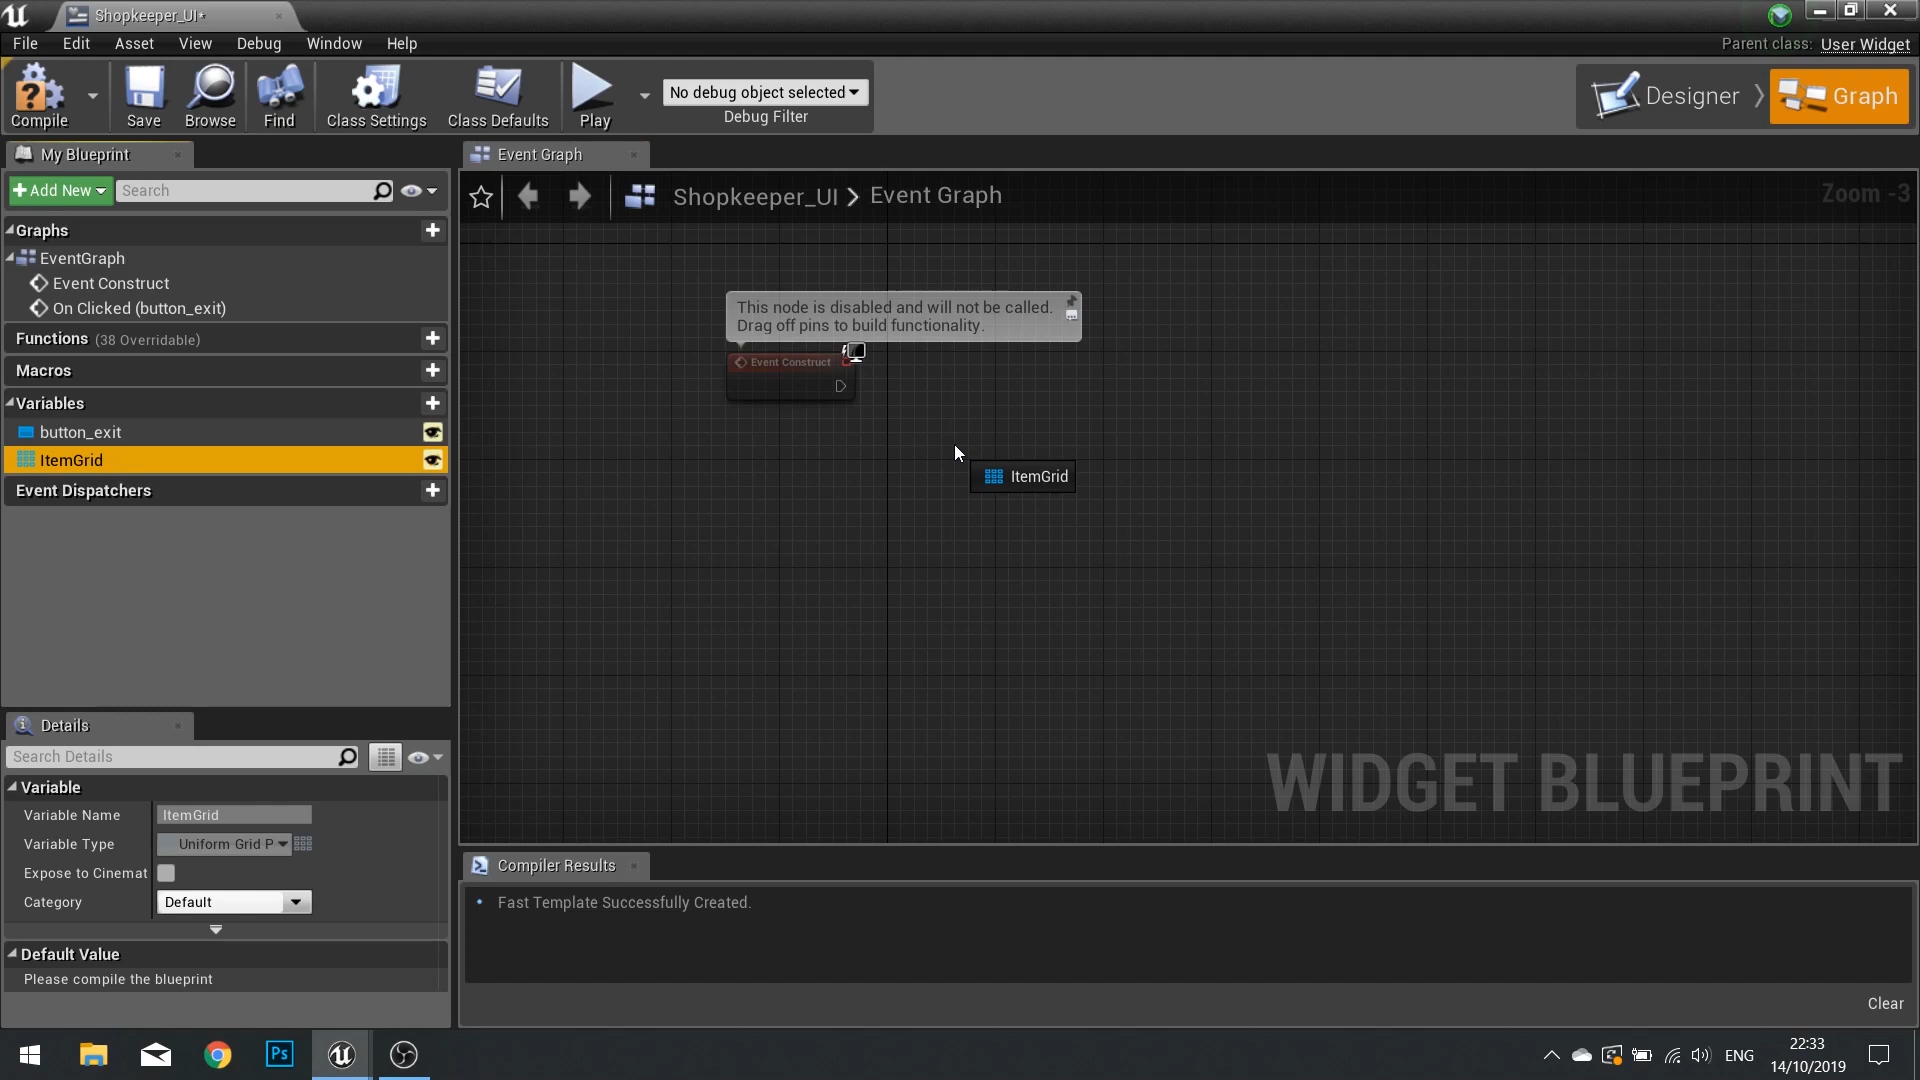 Shopkeeper_UI*
File Edit Asset View Debug Window Help
Parent class: User Widget
Compile Save Browse Find Class Settings Class Defaults Play
No debug object selected
Debug Filter
Designer Graph
My Blueprint
Event Graph
Add New Search
Shopkeeper_UI Event Graph
Zoom -3
Graphs
EventGraph
Event Construct
On Clicked (button_exit)
Functions (38 Overridable)
Macros
Variables
button_exit
ItemGrid
Event Dispatchers
This node is disabled and will not be called.
Drag off pins to build functionality.
Event Construct
ItemGrid
WIDGET BLUEPRINT
Details
Search Details
Variable
Variable Name ItemGrid
Variable Type Uniform Grid P
Expose to Cinemat
Category Default
Default Value
Please compile the blueprint
Compiler Results
Fast Template Successfully Created.
Clear
Ps
ENG
22:33
14/10/2019